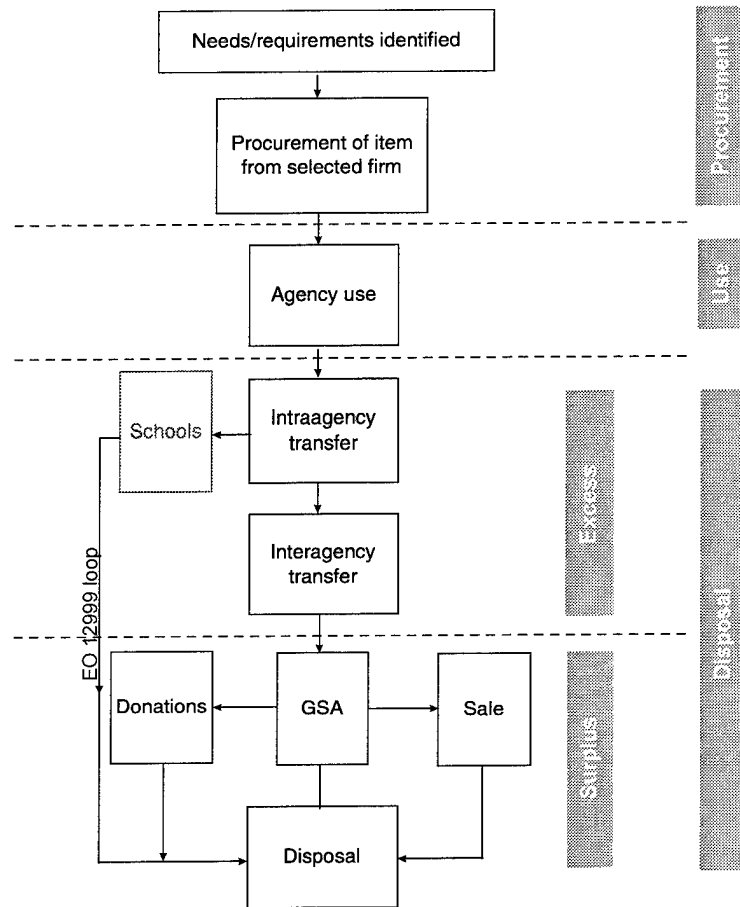 Needs/requirements identified
Procurement of item
from selected firm
Procurement
Agency use
Use
Schools
Intraagency
transfer
Interagency
transfer
Excess
EO 12999 loop
Disposal
Donations
GSA
Sale
Surplus
Disposal